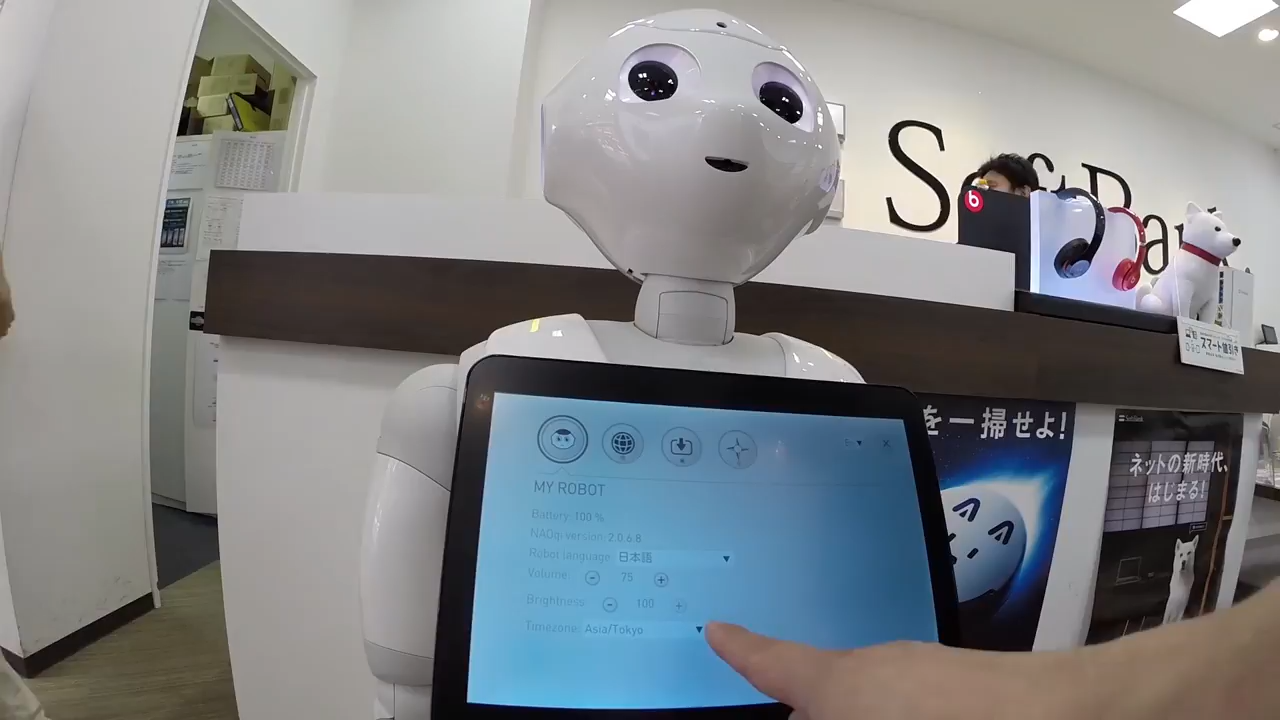 MY ROBOT
Battery: 100 %
NAOqi version: 2.0.6.8
Robot language: 日本語
Volume: 75
Brightness: 100
Timezone: Asia/Tokyo
b
スマート値引き
を一掃せよ!
SoftBank
ネットの新時代、
はじまる!